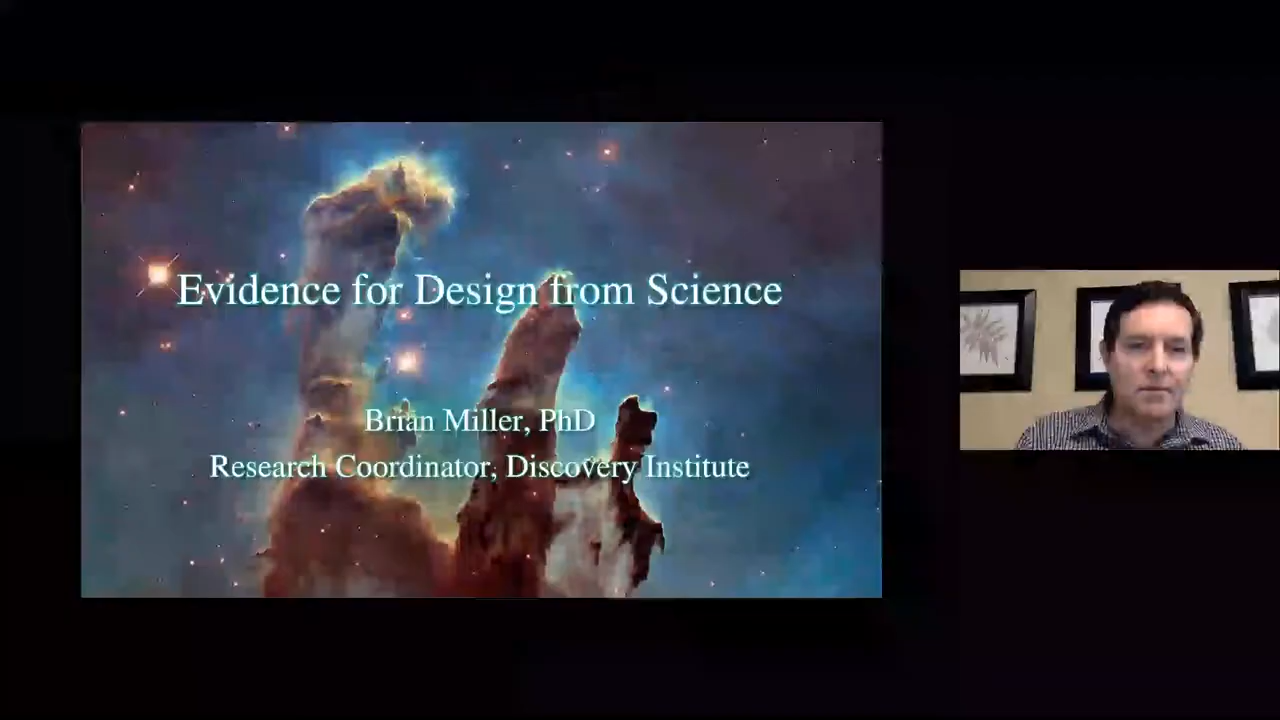 Evidence for Design from Science
Brian Miller, PhD
Research Coordinator, Discovery Institute